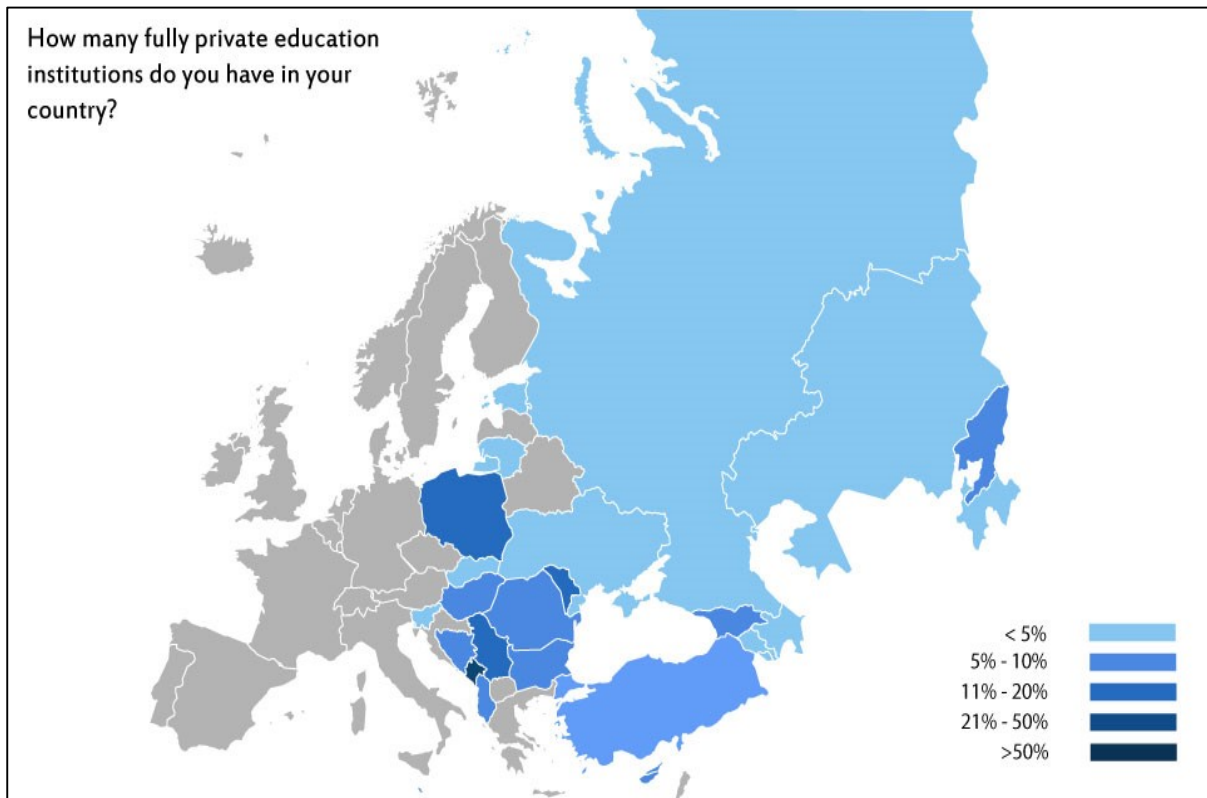 How many fully private education
institutions do you have in your
country?
< 5%
5% - 10%
11% - 20%
21% - 50%
>50%